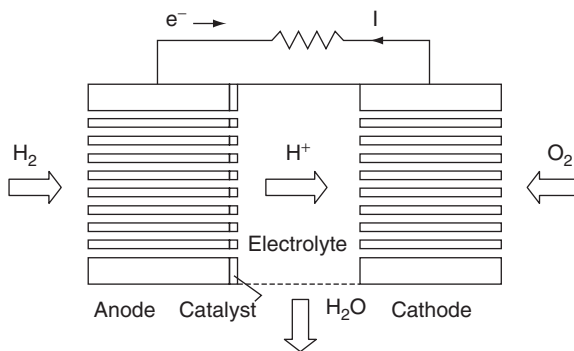 e⁻ I
H₂ H⁺ O₂
Electrolyte
Anode Catalyst H₂O Cathode